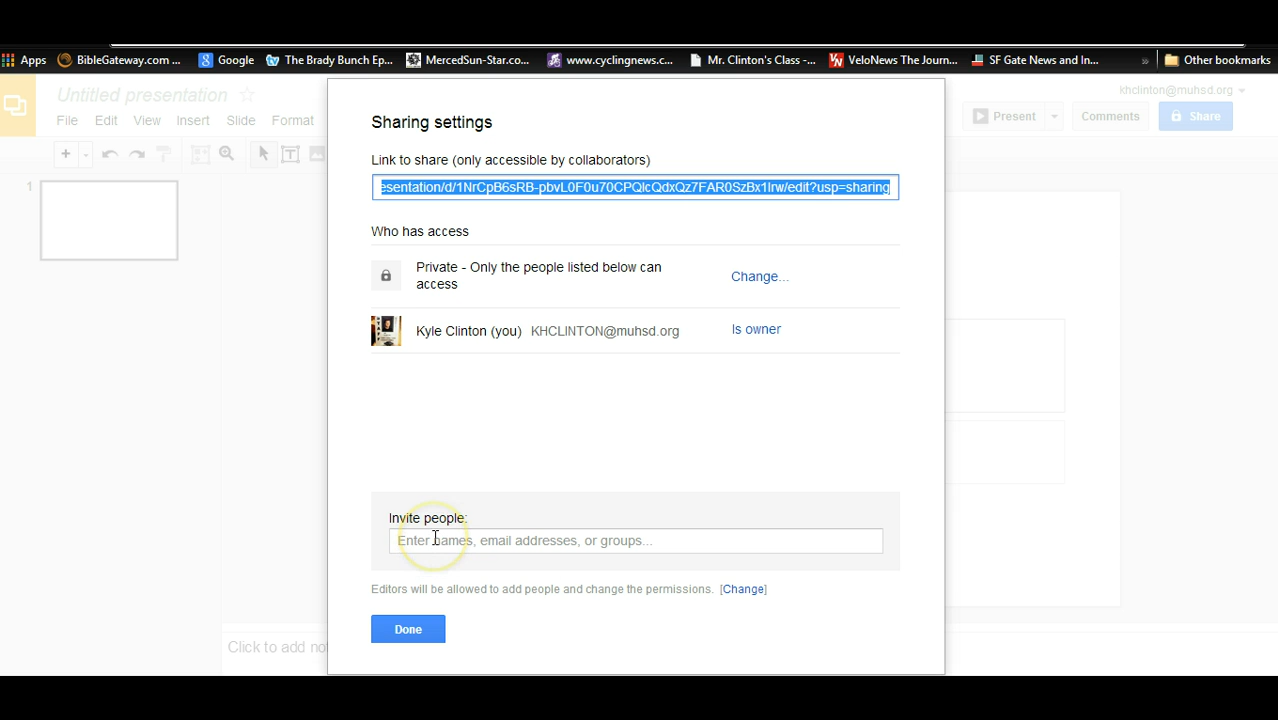 Apps BibleGateway.com ... Google The Brady Bunch Ep... MercedSun-Star.co... www.cyclingnews.c... Mr. Clinton's Class -... VeloNews The Journ... SF Gate News and In... » Other bookmarks
Untitled presentation
khclinton@muhsd.org
File Edit View Insert Slide Format
Present Comments Share
Sharing settings
Link to share (only accessible by collaborators)
esentation/d/1NrCpB6sRB-pbvL0F0u70CPQlcQdxQz7FAR0SzBx1lrw/edit?usp=sharing
1
Who has access
Private - Only the people listed below can
access
Change...
Kyle Clinton (you) KHCLINTON@muhsd.org Is owner
Invite people:
Enter names, email addresses, or groups...
Editors will be allowed to add people and change the permissions. [Change]
Done
Click to add no